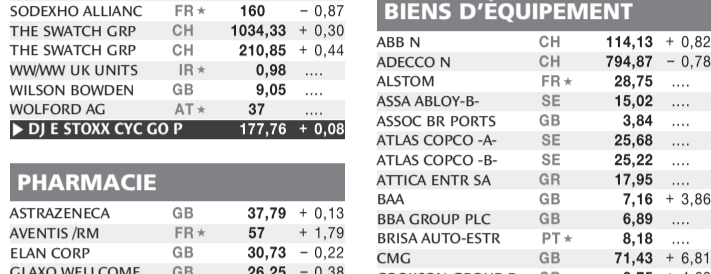 SODEXHO ALLIANC FR★ 160 – 0,87
THE SWATCH GRP CH 1034,33 + 0,30
THE SWATCH GRP CH 210,85 + 0,44
WW/WW UK UNITS IR★ 0,98 ....
WILSON BOWDEN GB 9,05 ....
WOLFORD AG AT★ 37 ....
▶ DJ E STOXX CYC GO P 177,76 + 0,08
PHARMACIE
ASTRAZENECA GB 37,79 + 0,13
AVENTIS /RM FR★ 57 + 1,79
ELAN CORP GB 30,73 – 0,22
GLAXO WELLCOME GB 26,25 – 0,38
BIENS D'ÉQUIPEMENT
ABB N CH 114,13 + 0,82
ADECCO N CH 794,87 – 0,78
ALSTOM FR★ 28,75 ....
ASSA ABLOY-B- SE 15,02 ....
ASSOC BR PORTS GB 3,84 ....
ATLAS COPCO -A- SE 25,68 ....
ATLAS COPCO -B- SE 25,22 ....
ATTICA ENTR SA GR 17,95 ....
BAA GB 7,16 + 3,86
BBA GROUP PLC GB 6,89 ....
BRISA AUTO-ESTR PT★ 8,18 ....
CMG GB 71,43 + 6,81